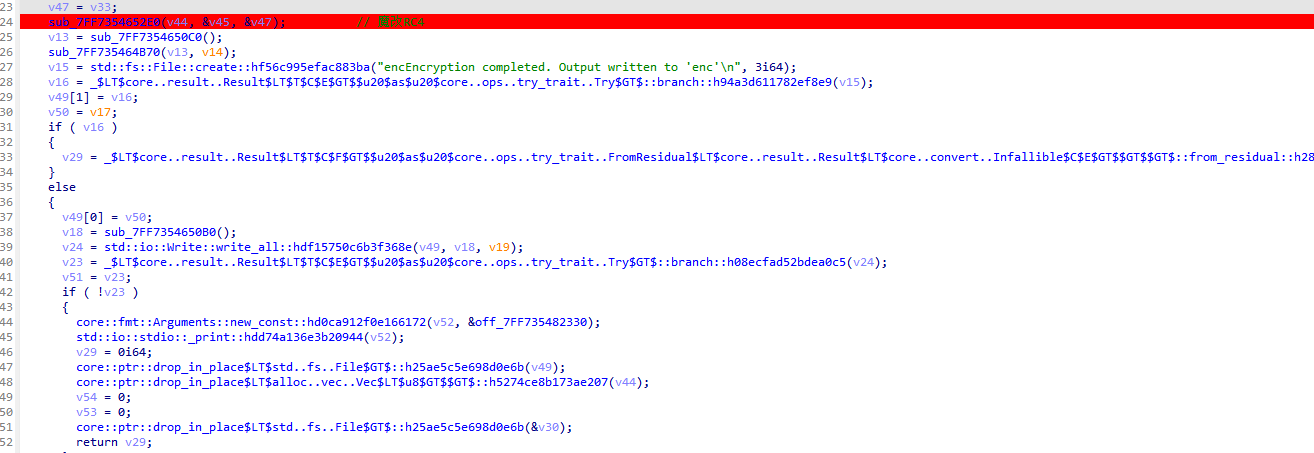 23 v47 = v33;
24 sub_7FF7354652E0(v44, &v45, &v47); // RC4
25 v13 = sub_7FF7354650C0();
26 sub_7FF735464B70(v13, v14);
27 v15 = std::fs::File::create::hf56c995efac883ba("encEncryption completed. Output written to 'enc'\n", 3i64);
28 v16 = _$LT$core..result..Result$LT$T$C$E$GT$$u20$as$u20$core..ops..try_trait..Try$GT$::branch::h94a3d611782ef8e9(v15);
29 v49[1] = v16;
30 v50 = v17;
31 if ( v16 )
32 {
33 v29 = _$LT$core..result..Result$LT$T$C$F$GT$$u20$as$u20$core..ops..try_trait..FromResidual$LT$core..result..Result$LT$core..convert..Infallible$C$E$GT$$GT$$GT$::from_residual::h28
34 }
35 else
36 {
37 v49[0] = v50;
38 v18 = sub_7FF7354650B0();
39 v24 = std::io::Write::write_all::hdf15750c6b3f368e(v49, v18, v19);
40 v23 = _$LT$core..result..Result$LT$T$C$E$GT$$u20$as$u20$core..ops..try_trait..Try$GT$::branch::h08ecfad52bdea0c5(v24);
41 v51 = v23;
42 if ( !v23 )
43 {
44 core::fmt::Arguments::new_const::hd0ca912f0e166172(v52, &off_7FF735482330);
45 std::io::stdio::_print::hdd74a136e3b20944(v52);
46 v29 = 0i64;
47 core::ptr::drop_in_place$LT$std..fs..File$GT$::h25ae5c5e698d0e6b(v49);
48 core::ptr::drop_in_place$LT$alloc..vec..Vec$LT$u8$GT$$GT$::h5274ce8b173ae207(v44);
49 v54 = 0;
50 v53 = 0;
51 core::ptr::drop_in_place$LT$std..fs..File$GT$::h25ae5c5e698d0e6b(&v30);
52 return v29;